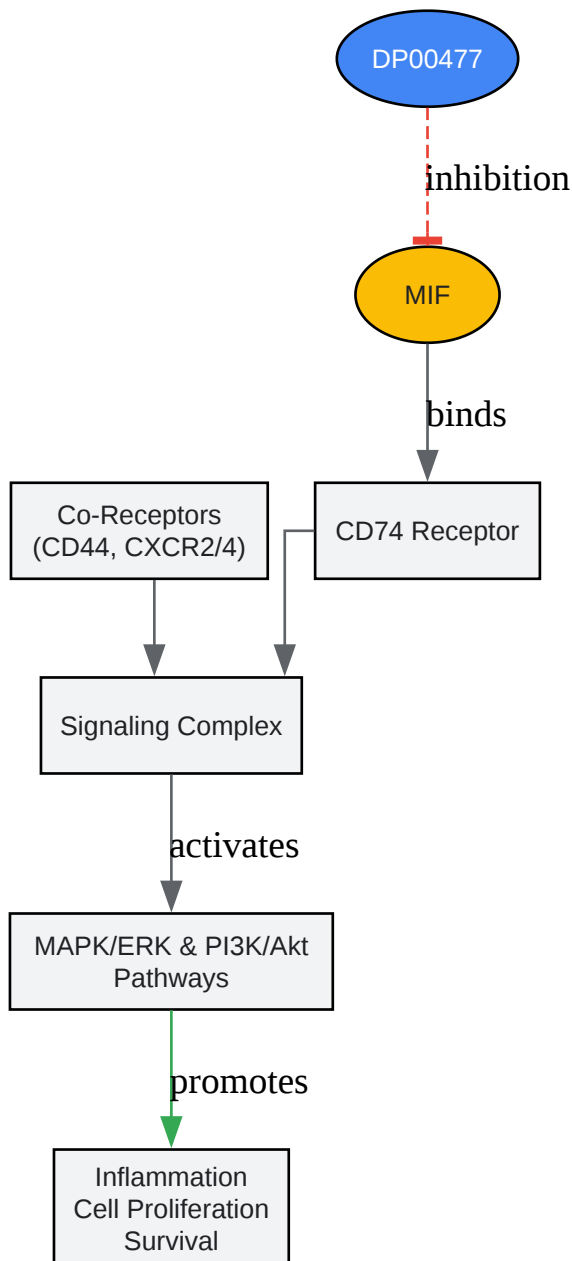 DP00477
inhibition
MIF
binds
Co-Receptors
(CD44, CXCR2/4)
CD74 Receptor
Signaling Complex
activates
MAPK/ERK & PI3K/Akt
Pathways
promotes
Inflammation
Cell Proliferation
Survival